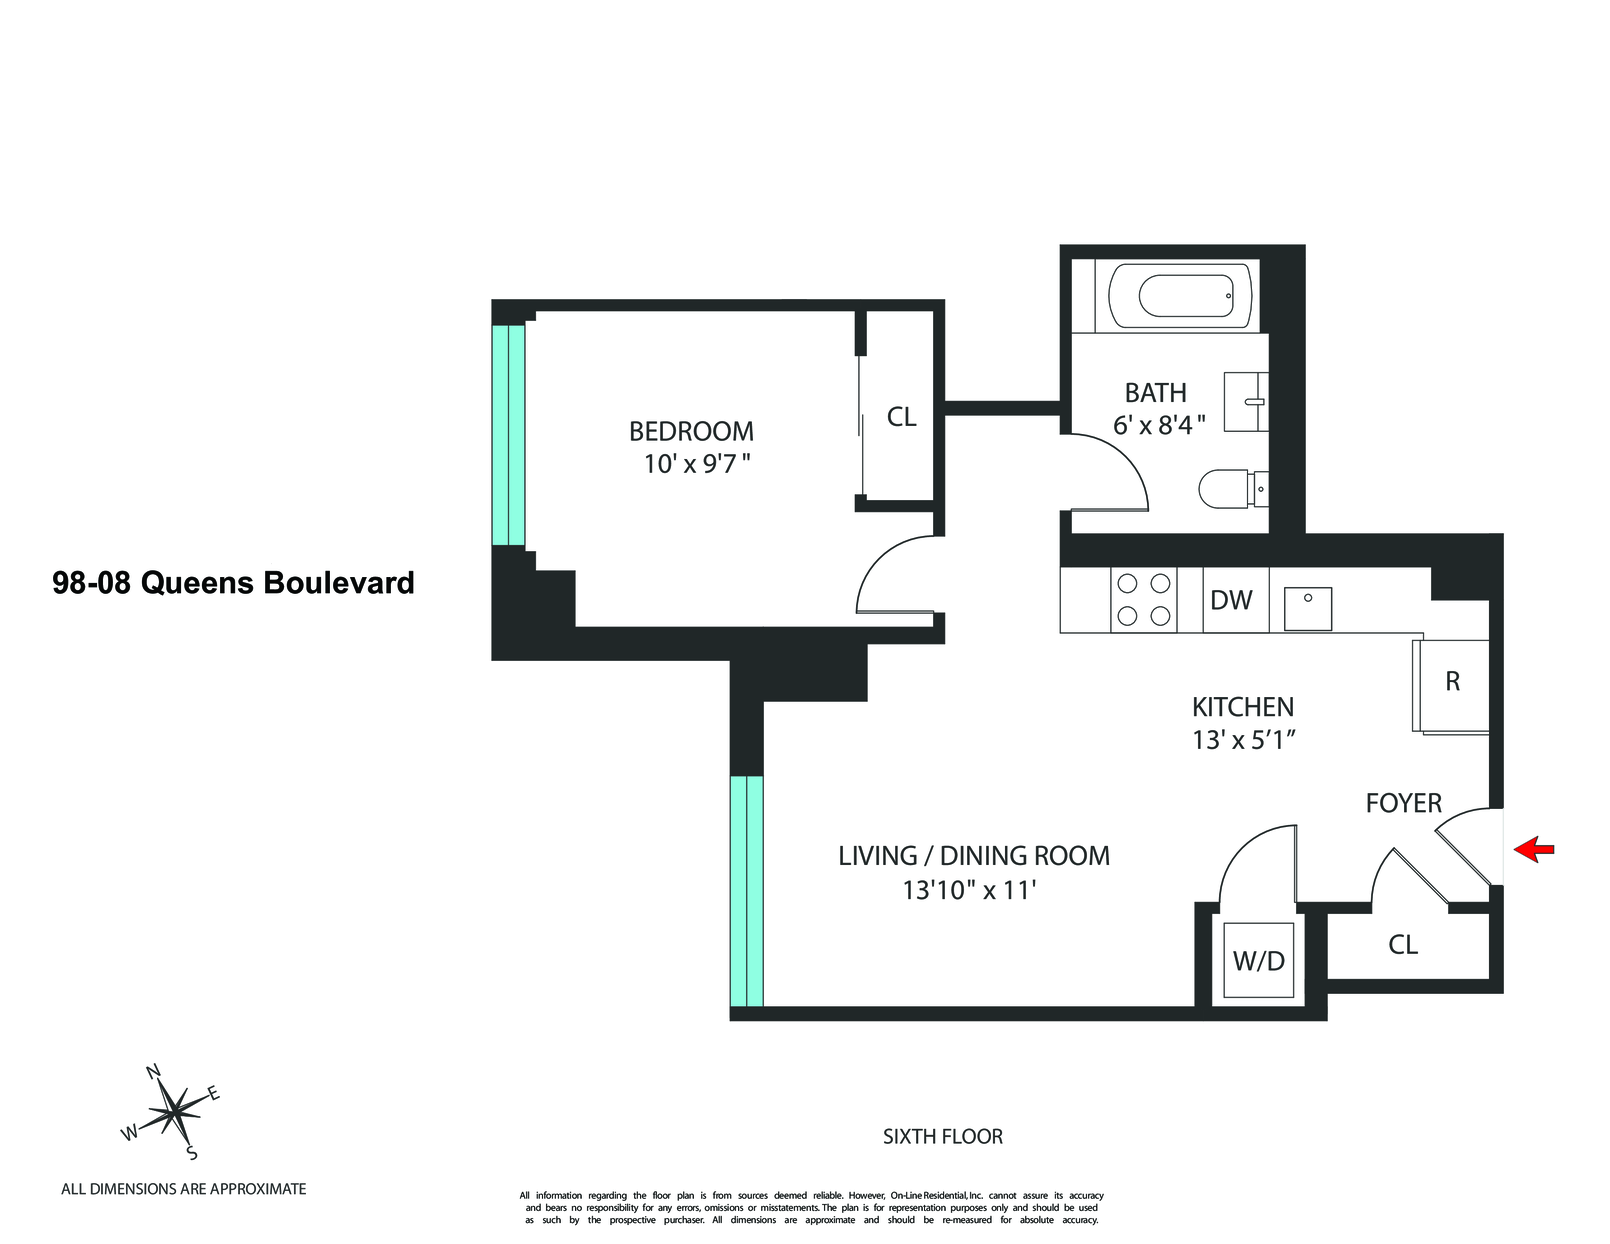 BATH
6' x 8'4"
CL
BEDROOM
10' x 9'7"
98-08 Queens Boulevard
DW
R
KITCHEN
13' x 5'1”
FOYER
LIVING / DINING ROOM
13'10" x 11'
CL
W/D
N
E
W
S
SIXTH FLOOR
ALL DIMENSIONS ARE APPROXIMATE
All information regarding the floor plan is from sources deemed reliable. However, On-Line Residential, Inc. cannot assure its accuracy
and bears no responsibility for any errors, omissions or misstatements. The plan is for representation purposes only and should be used
as such by the prospective purchaser. All dimensions are approximate and should be re-measured for absolute accuracy.